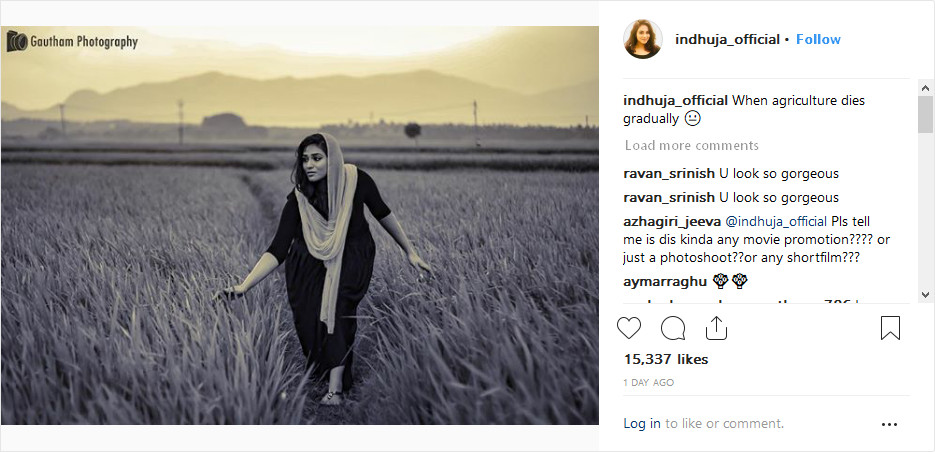 Gautham Photography
indhuja_official • Follow
indhuja_official When agriculture dies
gradually 😐
Load more comments
ravan_srinish U look so gorgeous
ravan_srinish U look so gorgeous
azhagiri_jeeva @indhuja_official Pls tell
me is dis kinda any movie promotion???? or
just a photoshoot??or any shortfilm???
aymarraghu
15,337 likes
1 DAY AGO
Log in to like or comment.